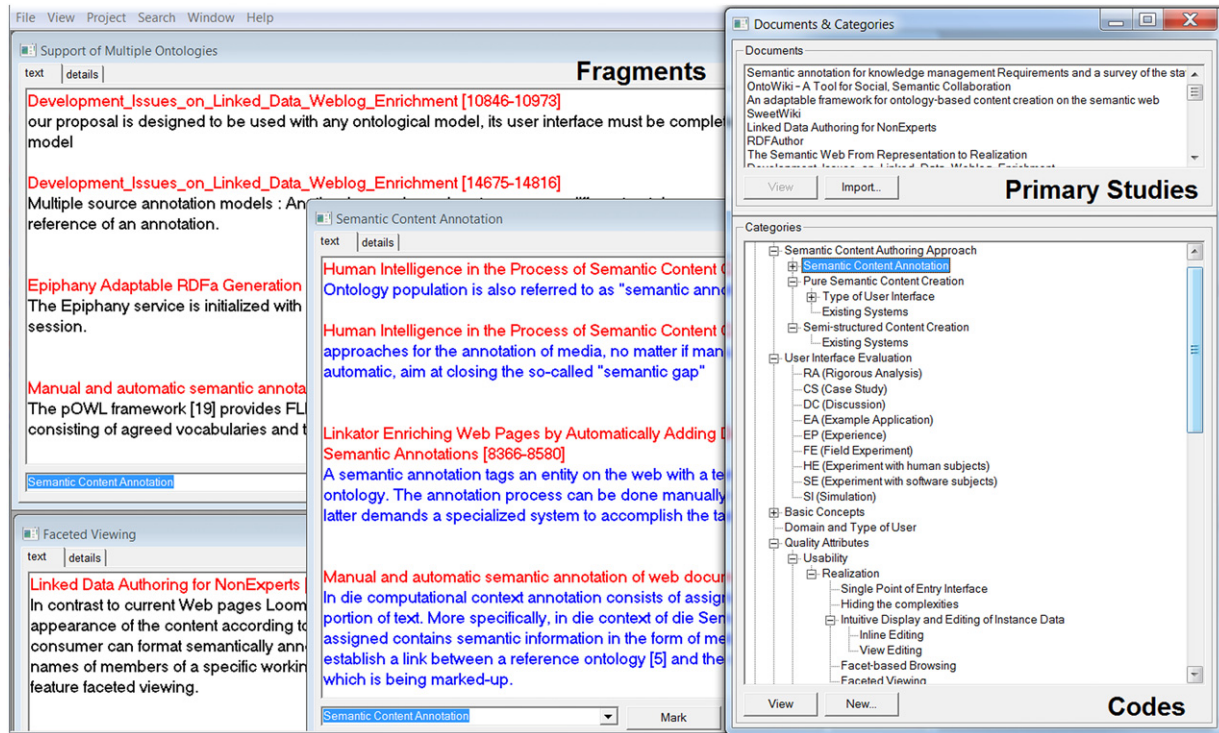 File View Project Search Window Help
Support of Multiple Ontologies
text details
Fragments
Development_Issues_on_Linked_Data_Weblog_Enrichment [10846-10973]
our proposal is designed to be used with any ontological model, its user interface must be complet
model
Development_Issues_on_Linked_Data_Weblog_Enrichment [14675-14816]
Multiple source annotation models : An
reference of an annotation.
Epiphany Adaptable RDFa Generation
The Epiphany service is initialized with
session.
Manual and automatic semantic annota
The pOWL framework [19] provides FL
consisting of agreed vocabularies and t
Semantic Content Annotation
Faceted Viewing
text details
Linked Data Authoring for NonExperts [
In contrast to current Web pages Loom
appearance of the content according to
consumer can format semantically ann
names of members of a specific workin
feature faceted viewing.
Semantic Content Annotation
text details
Human Intelligence in the Process of Semantic Content C
Ontology population is also referred to as "semantic anno
Human Intelligence in the Process of Semantic Content C
approaches for the annotation of media, no matter if man
automatic, aim at closing the so-called "semantic gap"
Linkator Enriching Web Pages by Automatically Adding D
Semantic Annotations [8366-8580]
A semantic annotation tags an entity on the web with a te
ontology. The annotation process can be done manually
latter demands a specialized system to accomplish the ta
Manual and automatic semantic annotation of web docu
In die computational context annotation consists of assign
portion of text. More specifically, in die context of die Sem
assigned contains semantic information in the form of me
establish a link between a reference ontology [5] and the
which is being marked-up.
Semantic Content Annotation
Mark
Documents & Categories
Documents
Semantic annotation for knowledge management Requirements and a survey of the sta
OntoWiki - A Tool for Social, Semantic Collaboration
An adaptable framework for ontology-based content creation on the semantic web
SweetWiki
Linked Data Authoring for NonExperts
RDFAuthor
The Semantic Web From Representation to Realization
Development_Issues_on_Linked_Data_Weblog_Enrichment
View Import...
Primary Studies
Categories
Semantic Content Authoring Approach
Semantic Content Annotation
Pure Semantic Content Creation
Type of User Interface
Existing Systems
Semi-structured Content Creation
Existing Systems
User Interface Evaluation
RA (Rigorous Analysis)
CS (Case Study)
DC (Discussion)
EA (Example Application)
EP (Experience)
FE (Field Experiment)
HE (Experiment with human subjects)
SE (Experiment with software subjects)
SI (Simulation)
Basic Concepts
Domain and Type of User
Quality Attributes
Usability
Realization
Single Point of Entry Interface
Hiding the complexities
Intuitive Display and Editing of Instance Data
Inline Editing
View Editing
Facet-based Browsing
Faceted Viewing
View New...
Codes